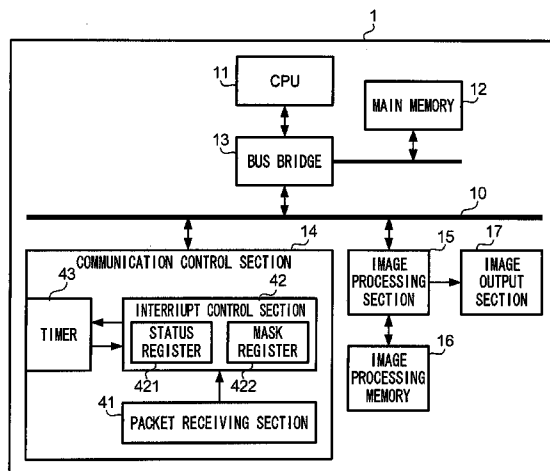 1
11
CPU
12
MAIN MEMORY
13
BUS BRIDGE
10
14
COMMUNICATION CONTROL SECTION
43
TIMER
42
INTERRIUPT CONTROL SECTION
STATUS
REGISTER
421
MASK
REGISTER
422
41
PACKET RECEIVING SECTION
15
IMAGE
PROCESSING
SECTION
17
IMAGE
OUTPUT
SECTION
16
IMAGE
PROCESSING
MEMORY